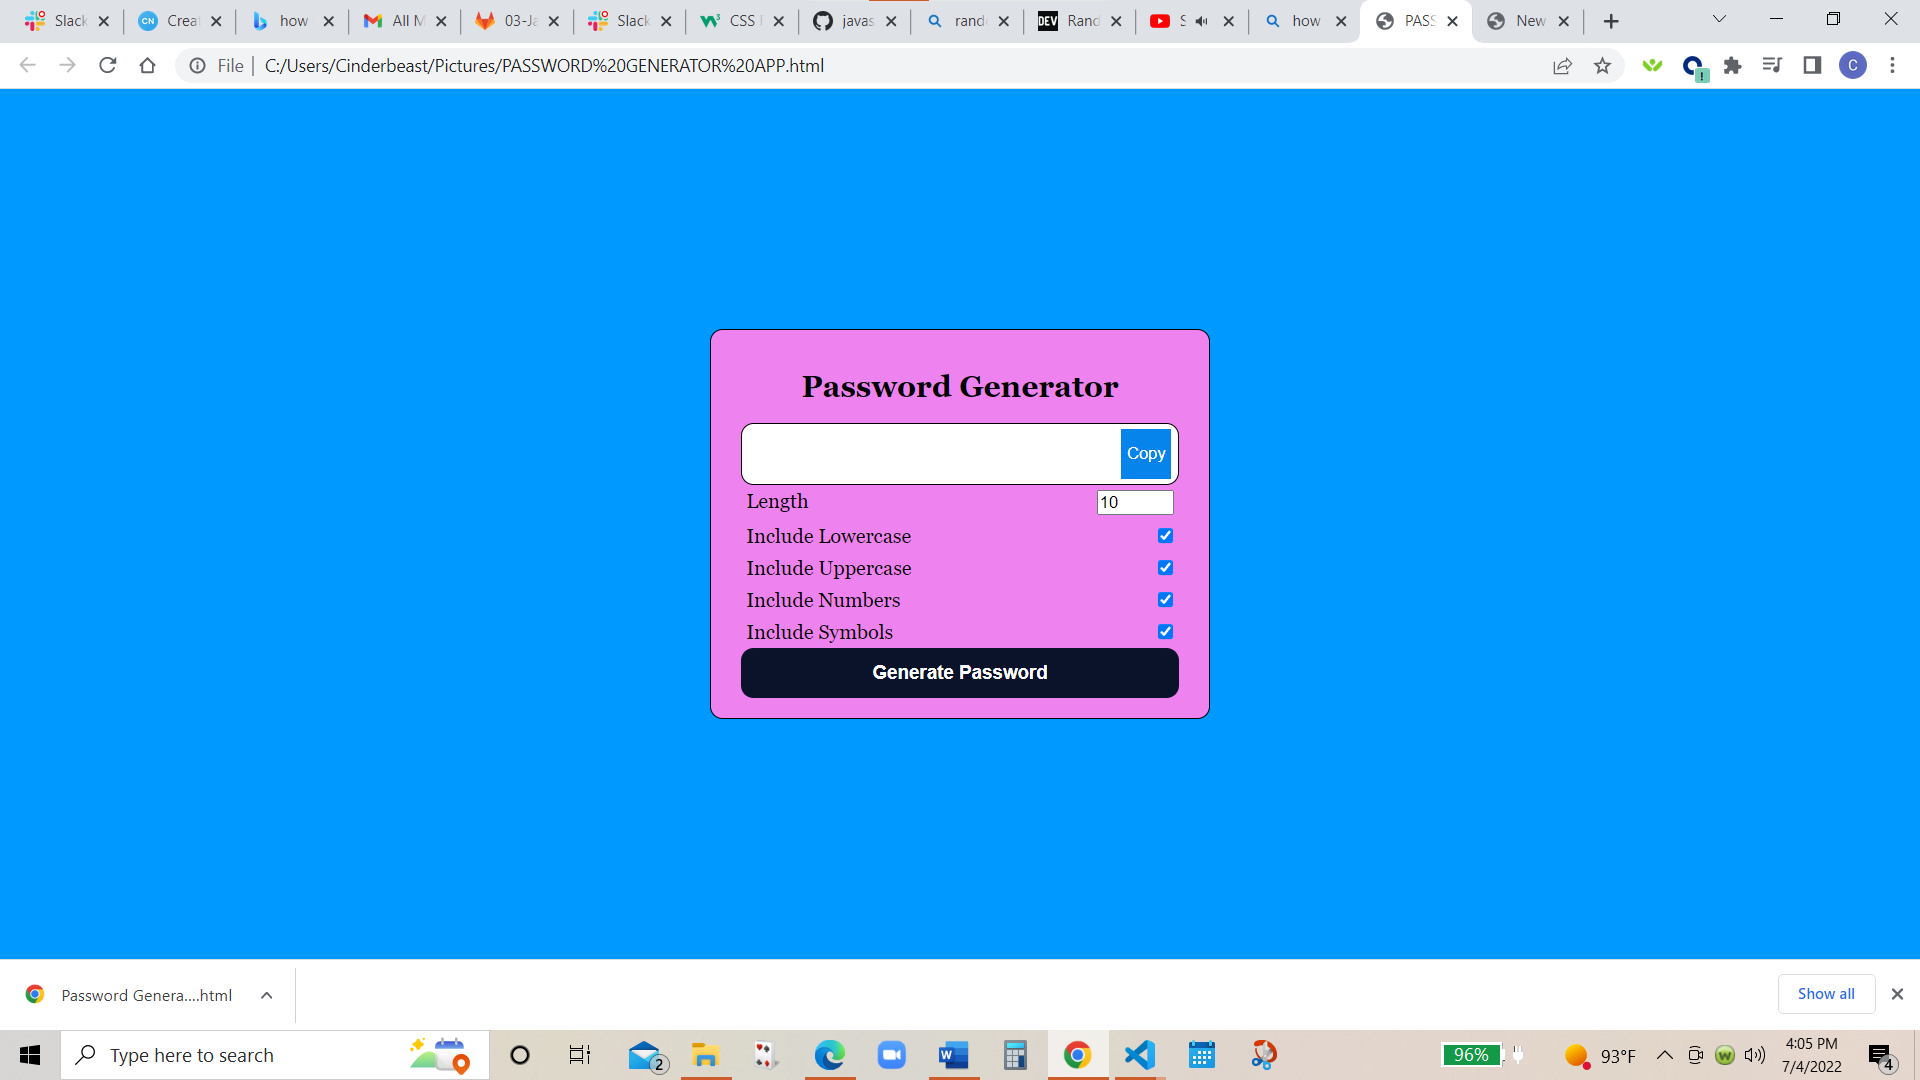 Slack
CN Creat
how
All M
03-Ja
Slack
CSS
javas
rand
DEV Rand
S
how
PASS
New
File C:/Users/Cinderbeast/Pictures/PASSWORD%20GENERATOR%20APP.html
C
Password Generator
Copy
Length 10
Include Lowercase
Include Uppercase
Include Numbers
Include Symbols
Generate Password
Password Genera....html
Show all
Type here to search
2
96%
93°F
4:05 PM
7/4/2022
4